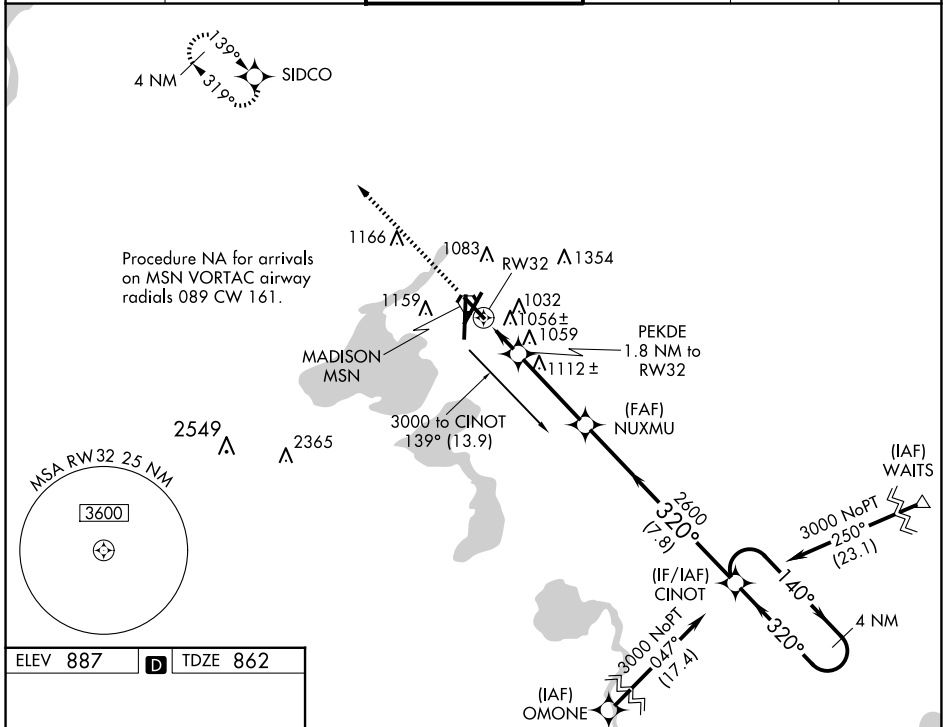 139°
319°
4 NM
SIDCO
Procedure NA for arrivals
on MSN VORTAC airway
radials 089 CW 161.
1166
1083
RW32
1354
1159
1032
1056±
1059
1112±
MADISON
MSN
PEKDE
1.8 NM to
RW32
3000 to CINOT
139° (13.9)
(FAF)
NUXMU
2549
2365
MSA RW32 25 NM
3600
(IAF)
WAITS
2600
320°
(7.8)
3000 NoPT
250°
(23.1)
(IF/IAF)
CINOT
140°
320°
4 NM
3000 NoPT
047°
(17.4)
(IAF)
OMONE
ELEV 887
D
TDZE 862